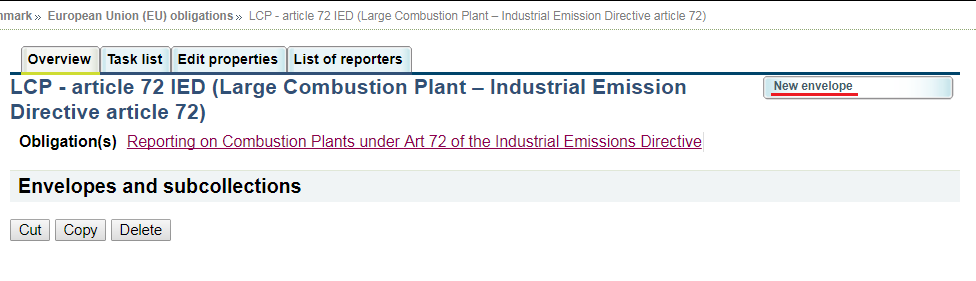 » European Union (EU) obligations » LCP - article 72 IED (Large Combustion Plant – Industrial Emission Directive article 72)
Overview Task list Edit properties List of reporters
LCP - article 72 IED (Large Combustion Plant – Industrial Emission
Directive article 72)
New envelope
Obligation(s) Reporting on Combustion Plants under Art 72 of the Industrial Emissions Directive
Envelopes and subcollections
Cut Copy Delete